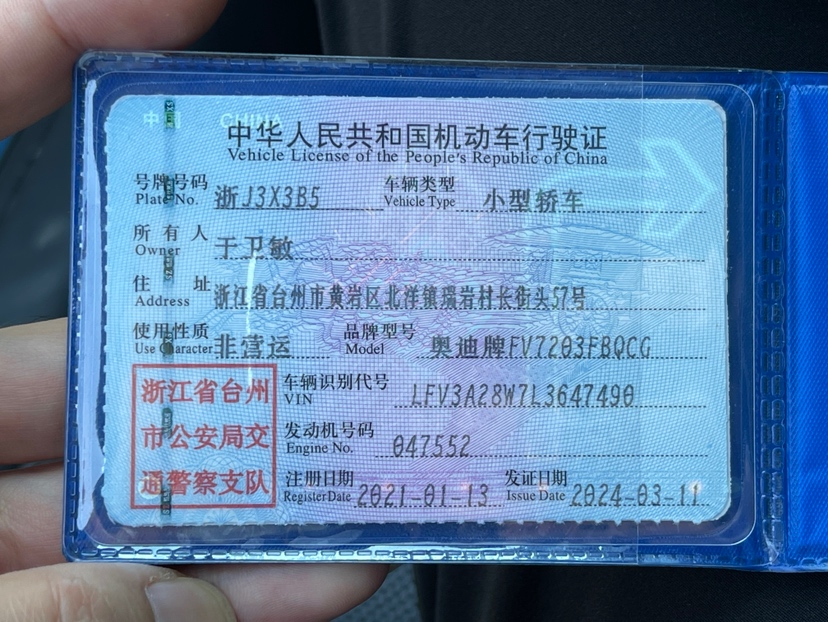 中国 CHINA
中华人民共和国机动车行驶证
Vehicle License of the People's Republic of China
号牌号码 浙J3X3B5 车辆类型 小型轿车
Plate No. Vehicle Type
所有人 于卫敏
Owner
住址 浙江省台州市黄岩区北洋镇瑞岩村长街头57号
Address
使用性质 非营运 品牌型号 奥迪牌FV7203FBQCG
Use Character Model
浙江省台州
市公安局交
通警察支队
车辆识别代号 LFV3A28W7L3647490
VIN
发动机号码 047552
Engine No.
注册日期 2021-01-13 发证日期 2024-03-11
Register Date Issue Date